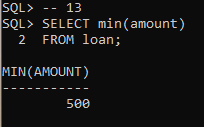 SQL> -- 13
SQL> SELECT min(amount)
  2  FROM loan;
MIN(AMOUNT)
-----------
        500